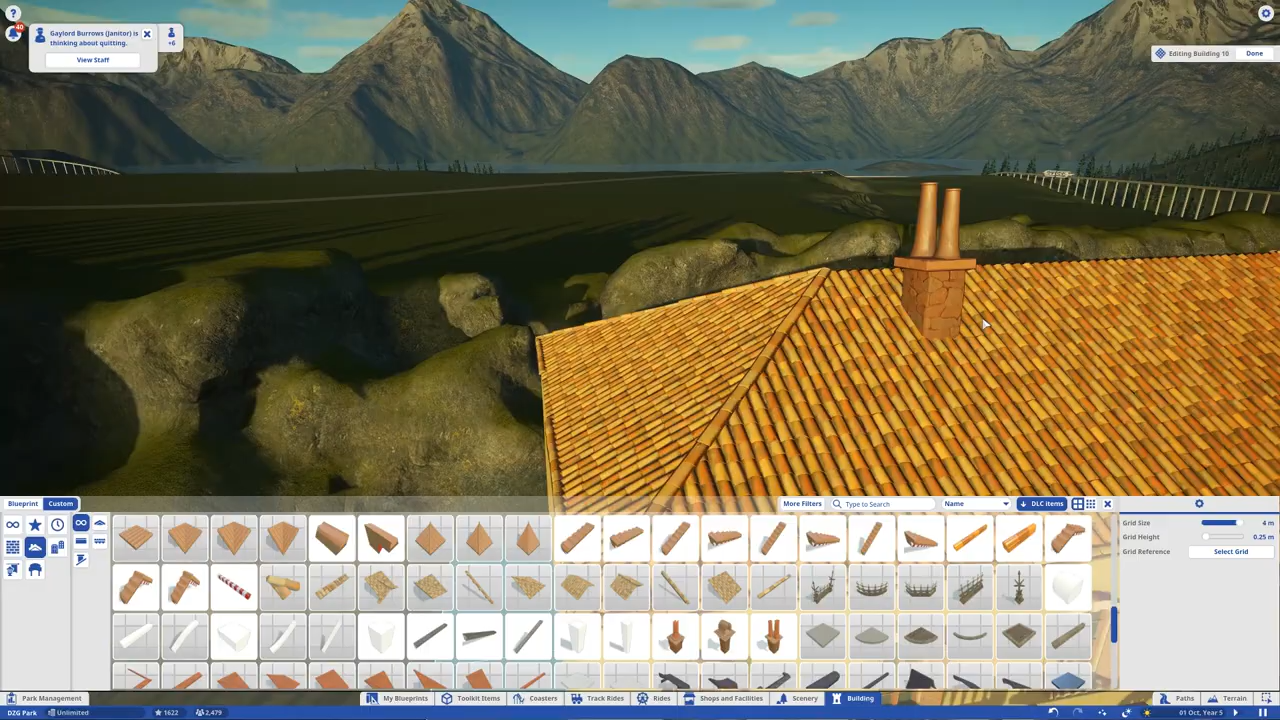 ?
40
Gaylord Burrows (Janitor) is
thinking about quitting.
+6
View Staff
Editing Building 10
Done
Blueprint
Custom
More Filters
Type to Search
Name
DLC items
Grid Size
4 m
Grid Height
0.25 m
Grid Reference
Select Grid
Park Management
My Blueprints
Toolkit Items
Coasters
Track Rides
Rides
Shops and Facilities
Scenery
Building
Paths
Terrain
DZG Park
Unlimited
1622
2,479
01 Oct, Year 5